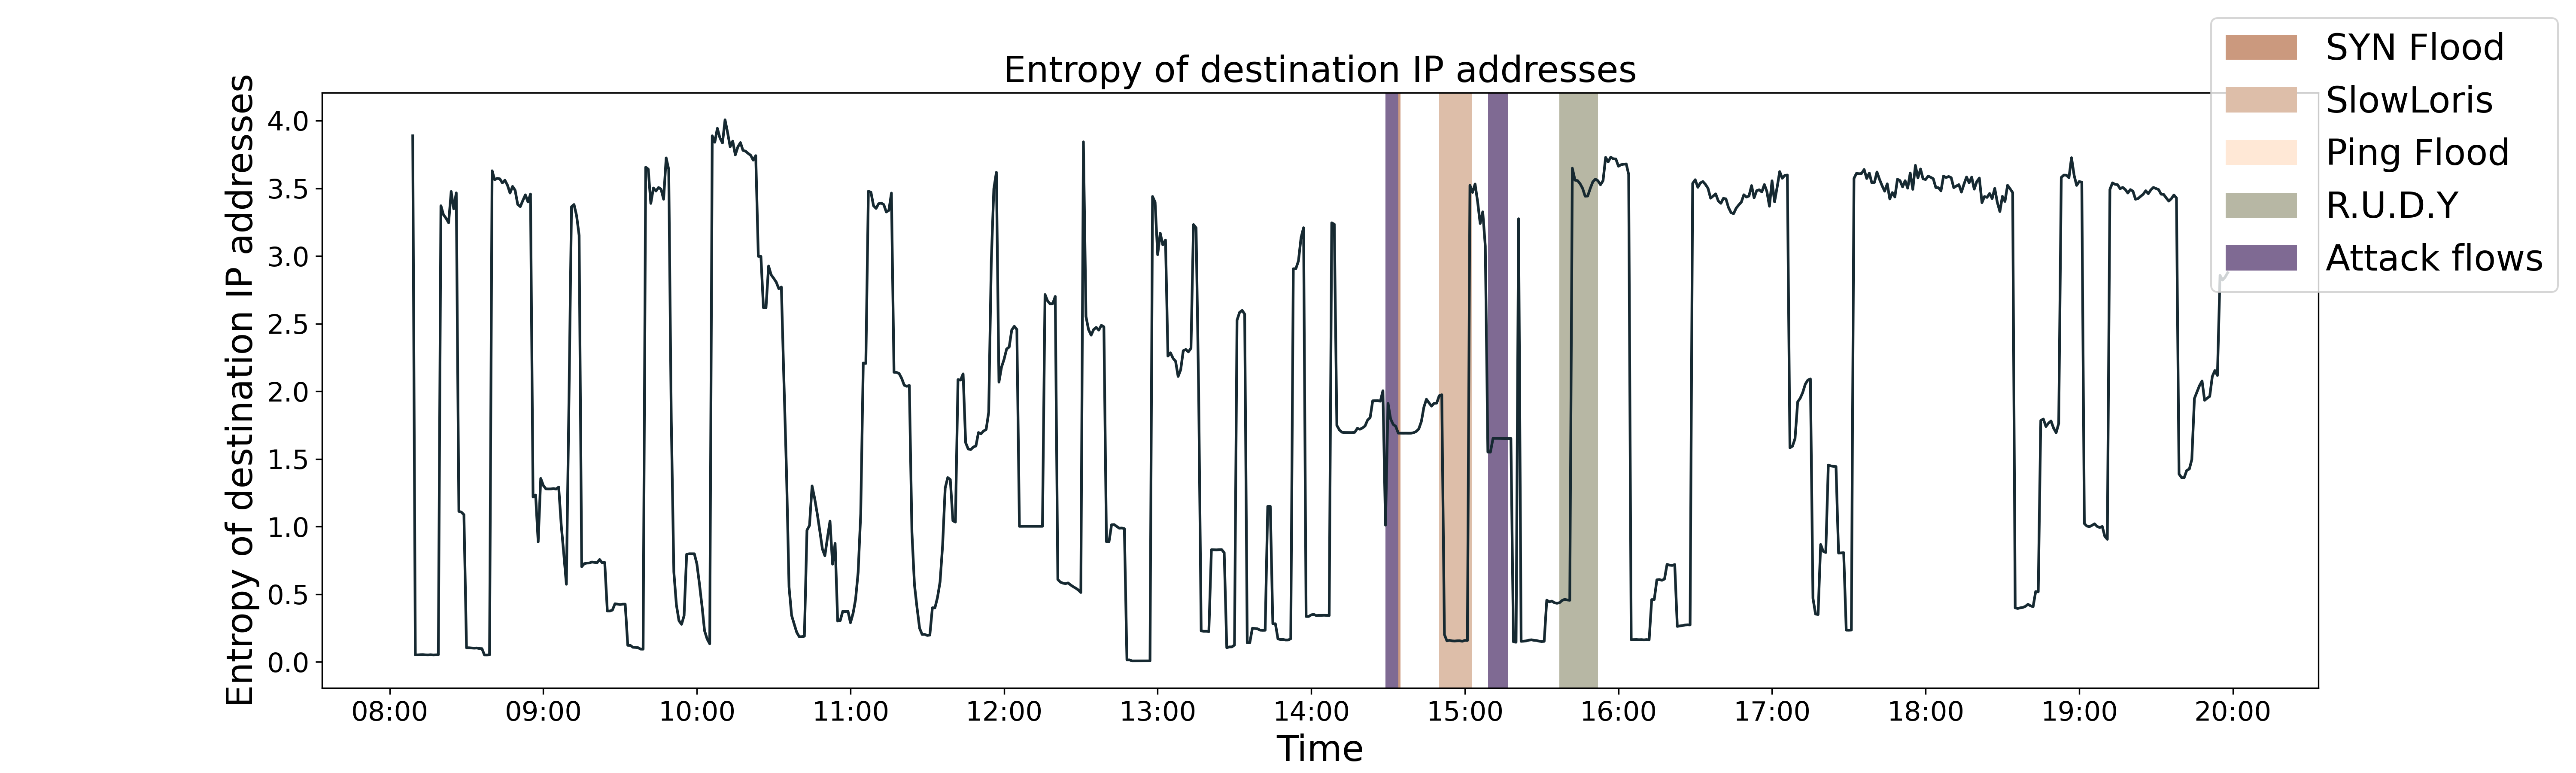 Entropy of destination IP addresses
SYN Flood
SlowLoris
Ping Flood
R.U.D.Y
Attack flows
Entropy of destination IP addresses
4.0
3.5
3.0
2.5
2.0
1.5
1.0
0.5
0.0
08:00 09:00 10:00 11:00 12:00 13:00 14:00 15:00 16:00 17:00 18:00 19:00 20:00
Time